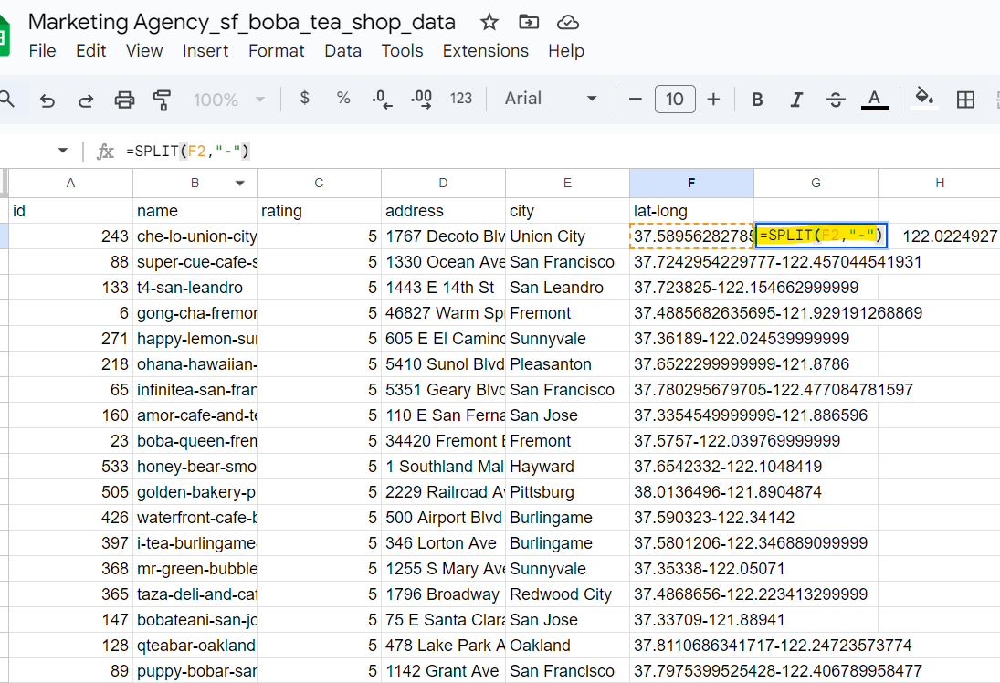 Marketing Agency_sf_boba_tea_shop_data
File Edit View Insert Format Data Tools Extensions Help
100% $ % .0 .00 123 Arial 10 B I S A
fx =SPLIT(F2,"-")
A B C D E F G H
id name rating address city lat-long
243 che-lo-union-city 5 1767 Decoto Blv Union City 37.58956282785 =SPLIT(F2,"-") 122.0224927
88 super-cue-cafe-s 5 1330 Ocean Ave San Francisco 37.7242954229777-122.457044541931
133 t4-san-leandro 5 1443 E 14th St San Leandro 37.723825-122.154662999999
6 gong-cha-fremon 5 46827 Warm Sp Fremont 37.4885682635695-121.929191268869
271 happy-lemon-sun 5 605 E El Camino Sunnyvale 37.36189-122.024539999999
218 ohana-hawaiian- 5 5410 Sunol Blvd Pleasanton 37.6522299999999-121.8786
65 infinitea-san-fran 5 5351 Geary Blvd San Francisco 37.780295679705-122.477084781597
160 amor-cafe-and-te 5 110 E San Ferna San Jose 37.3354549999999-121.886596
23 boba-queen-frem 5 34420 Fremont B Fremont 37.5757-122.039769999999
533 honey-bear-smo 5 1 Southland Mal Hayward 37.6542332-122.1048419
505 golden-bakery-p 5 2229 Railroad Av Pittsburg 38.0136496-121.8904874
426 waterfront-cafe-b 5 500 Airport Blvd Burlingame 37.590323-122.34142
397 i-tea-burlingame- 5 346 Lorton Ave Burlingame 37.5801206-122.346889099999
368 mr-green-bubble 5 1255 S Mary Ave Sunnyvale 37.35338-122.05071
365 taza-deli-and-caf 5 1796 Broadway Redwood City 37.4868656-122.223413299999
147 bobateani-san-jo 5 75 E Santa Clara San Jose 37.33709-121.88941
128 qteabar-oakland 5 478 Lake Park A Oakland 37.8110686341717-122.24723573774
89 puppy-bobar-san 5 1142 Grant Ave San Francisco 37.7975399525428-122.406789958477